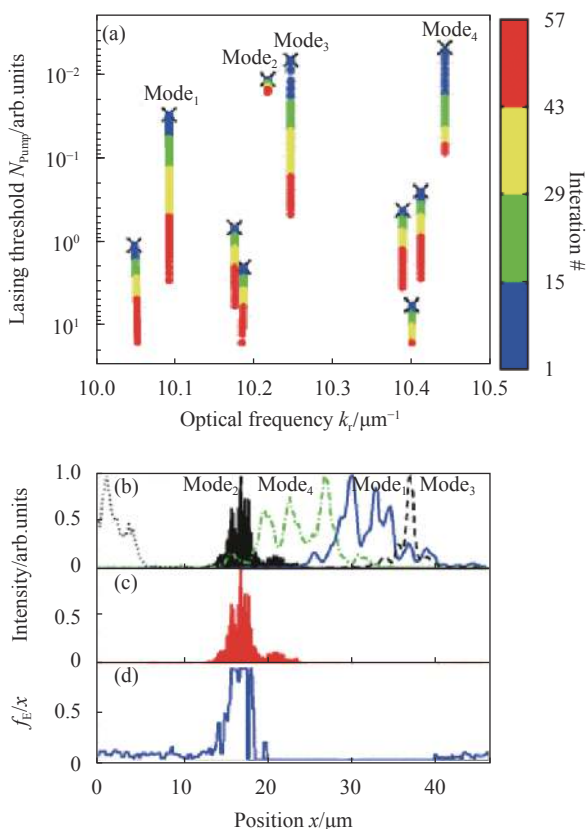 (a)
Mode₁
Mode₂
Mode₃
Mode₄
Lasing threshold N_Pump/arb.units
10⁻²
10⁻¹
10⁰
10¹
10.0 10.1 10.2 10.3 10.4 10.5
Optical frequency k_r/μm⁻¹
57
43
29
15
1
Interation #
(b)
Mode₂ Mode₄ Mode₁ Mode₃
1.0
0.5
0
(c)
0.5
0
Intensity/arb.units
(d)
0.5
f_E/x
0 10 20 30 40
Position x/μm